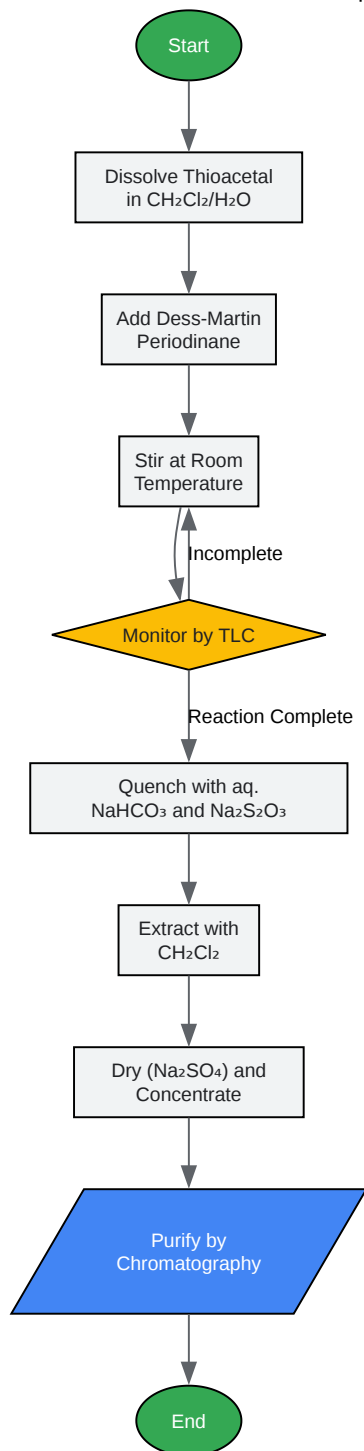 Start
Dissolve Thioacetal
in CH₂Cl₂/H₂O
Add Dess-Martin
Periodinane
Stir at Room
Temperature
Incomplete
Monitor by TLC
Reaction Complete
Quench with aq.
NaHCO₃ and Na₂S₂O₃
Extract with
CH₂Cl₂
Dry (Na₂SO₄) and
Concentrate
Purify by
Chromatography
End